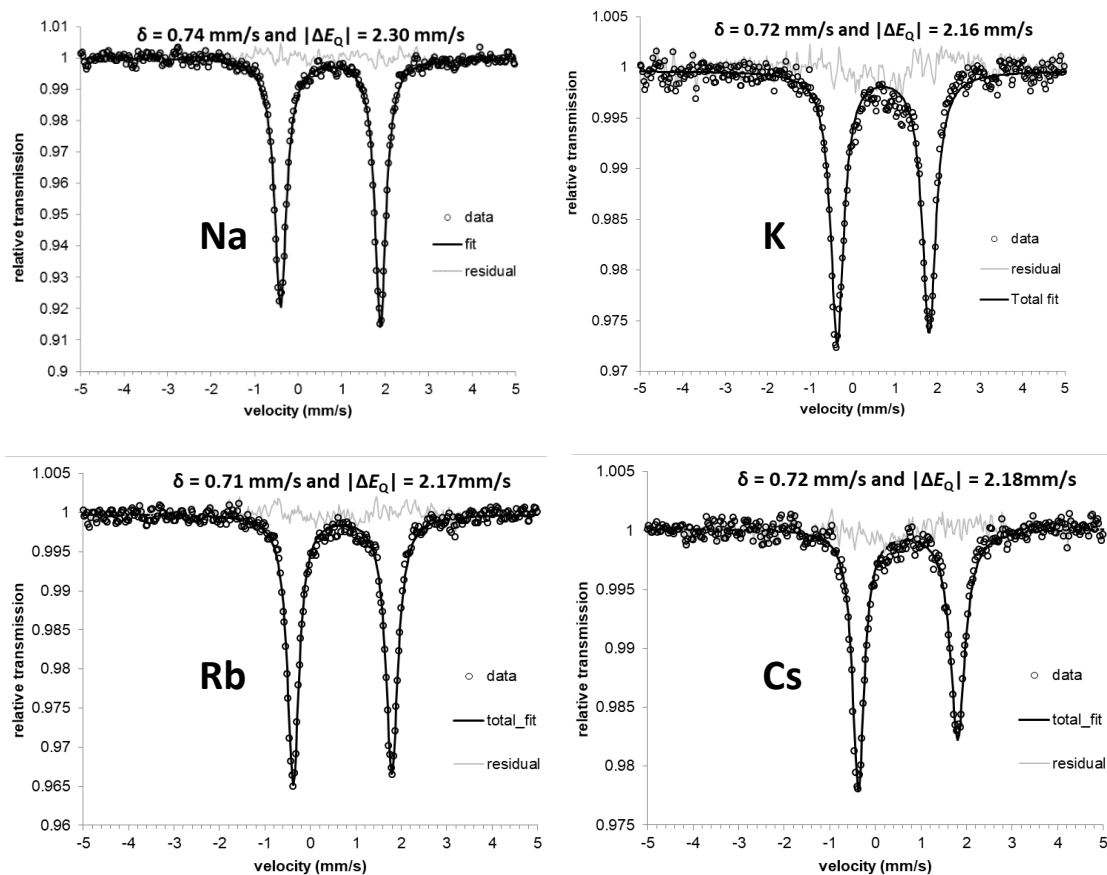 δ = 0.74 mm/s and |ΔE_Q| = 2.30 mm/s
1.01
1
0.99
0.98
0.97
0.96
0.95
0.94
0.93
0.92
0.91
0.9
relative transmission
Na
data
fit
residual
-5 -4 -3 -2 -1 0 1 2 3 4 5
velocity (mm/s)
δ = 0.72 mm/s and |ΔE_Q| = 2.16 mm/s
1.005
1
0.995
0.99
0.985
0.98
0.975
0.97
relative transmission
K
data
residual
Total fit
-5 -4 -3 -2 -1 0 1 2 3 4 5
velocity (mm/s)
δ = 0.71 mm/s and |ΔE_Q| = 2.17mm/s
1.005
1
0.995
0.99
0.985
0.98
0.975
0.97
0.965
0.96
relative transmission
Rb
data
total_fit
residual
-5 -4 -3 -2 -1 0 1 2 3 4 5
velocity (mm/s)
δ = 0.72 mm/s and |ΔE_Q| = 2.18mm/s
1.005
1
0.995
0.99
0.985
0.98
0.975
relative transmission
Cs
data
total_fit
residual
-5 -4 -3 -2 -1 0 1 2 3 4 5
velocity (mm/s)